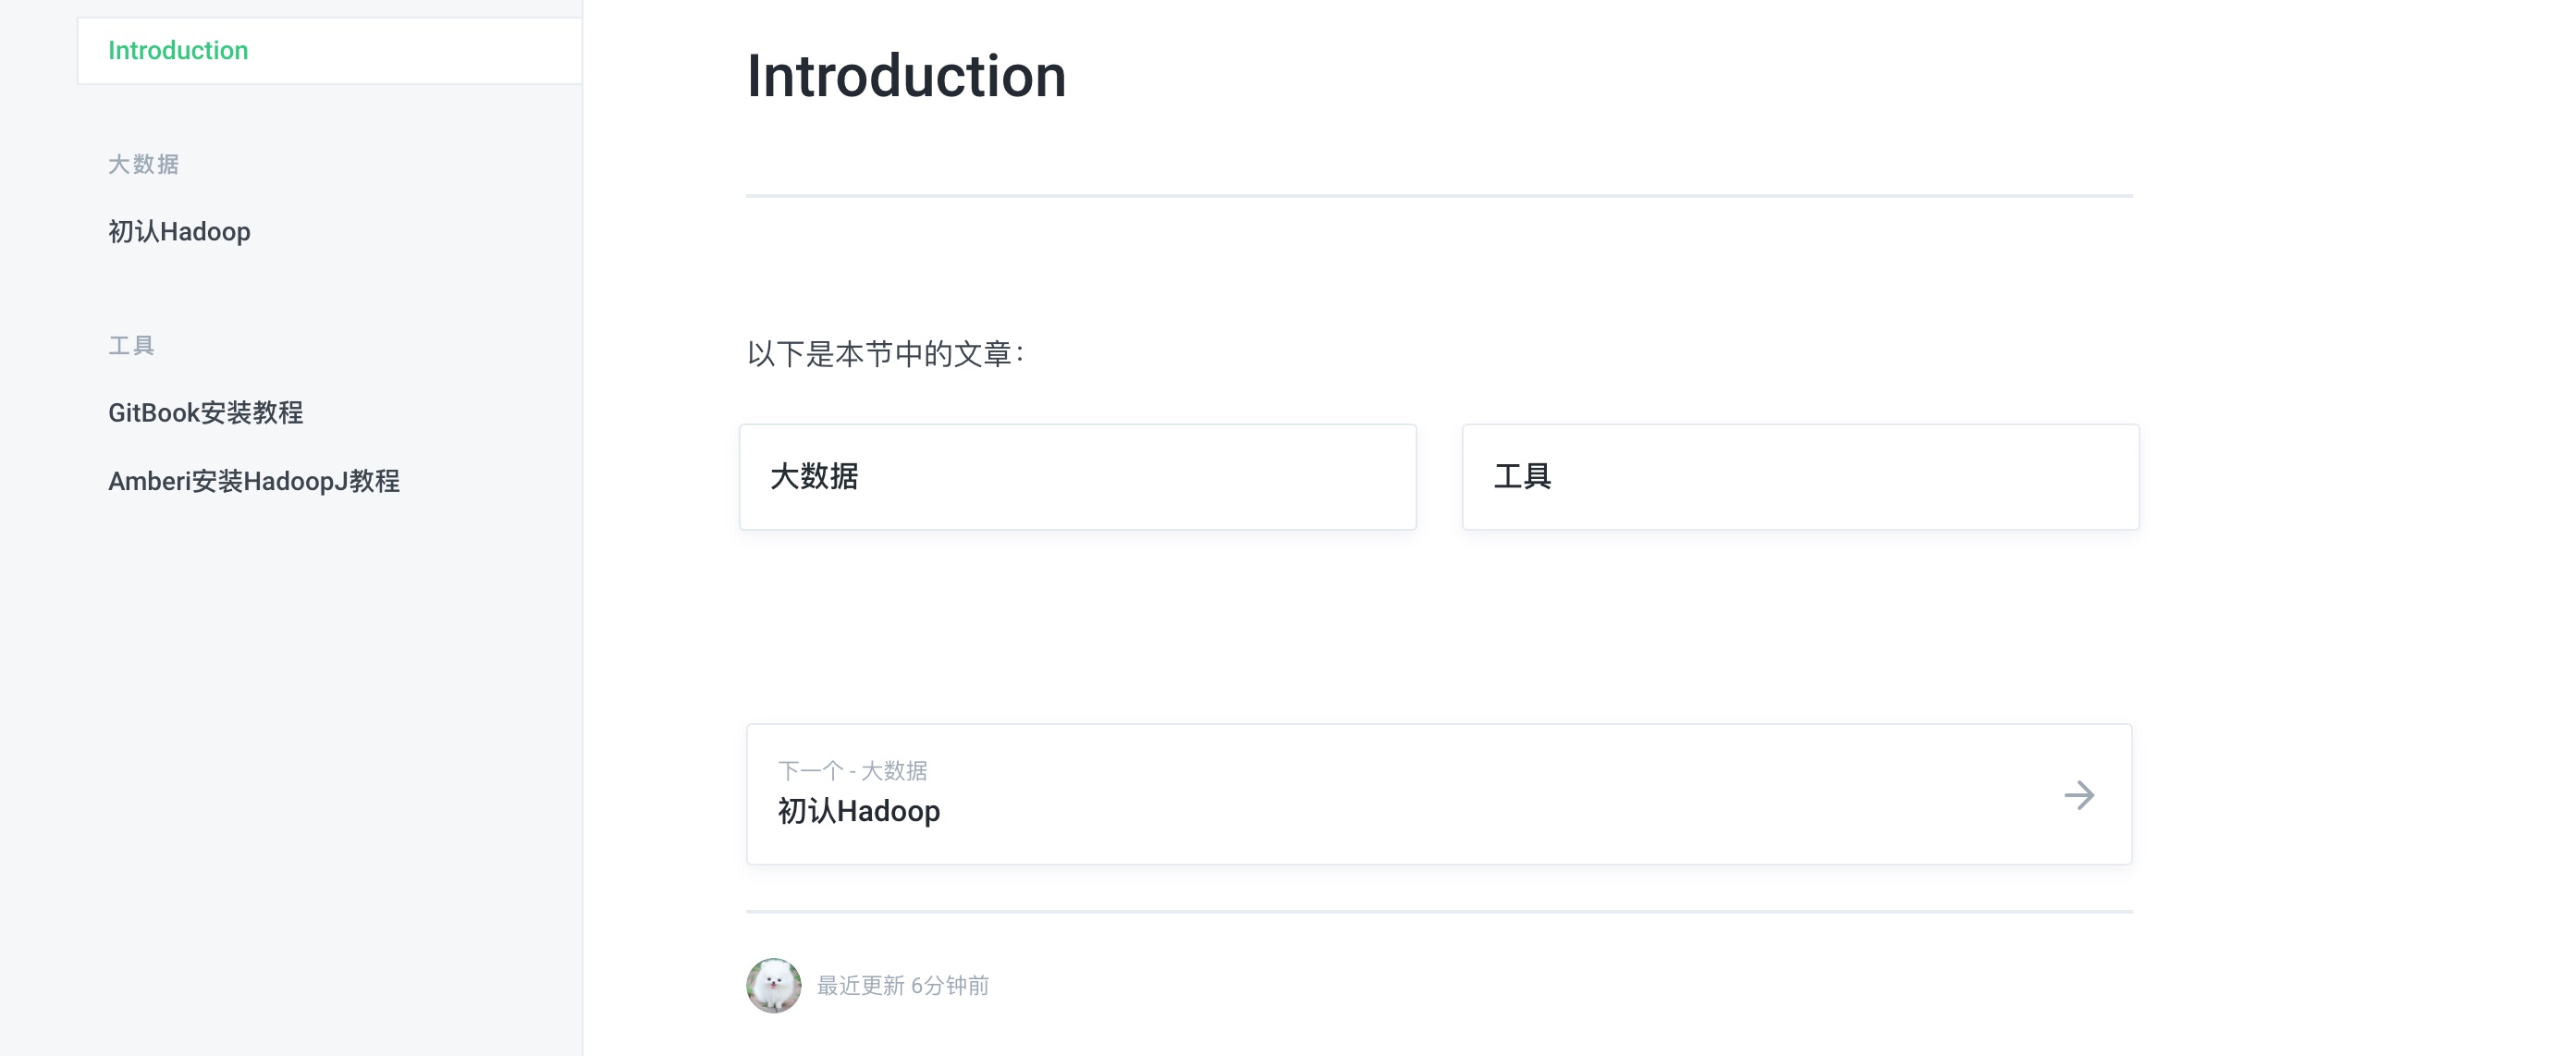 Introduction
大数据
初认Hadoop
工具
GitBook安装教程
Amberi安装HadoopJ教程
Introduction
以下是本节中的文章：
大数据
工具
下一个 - 大数据
初认Hadoop
最近更新 6分钟前